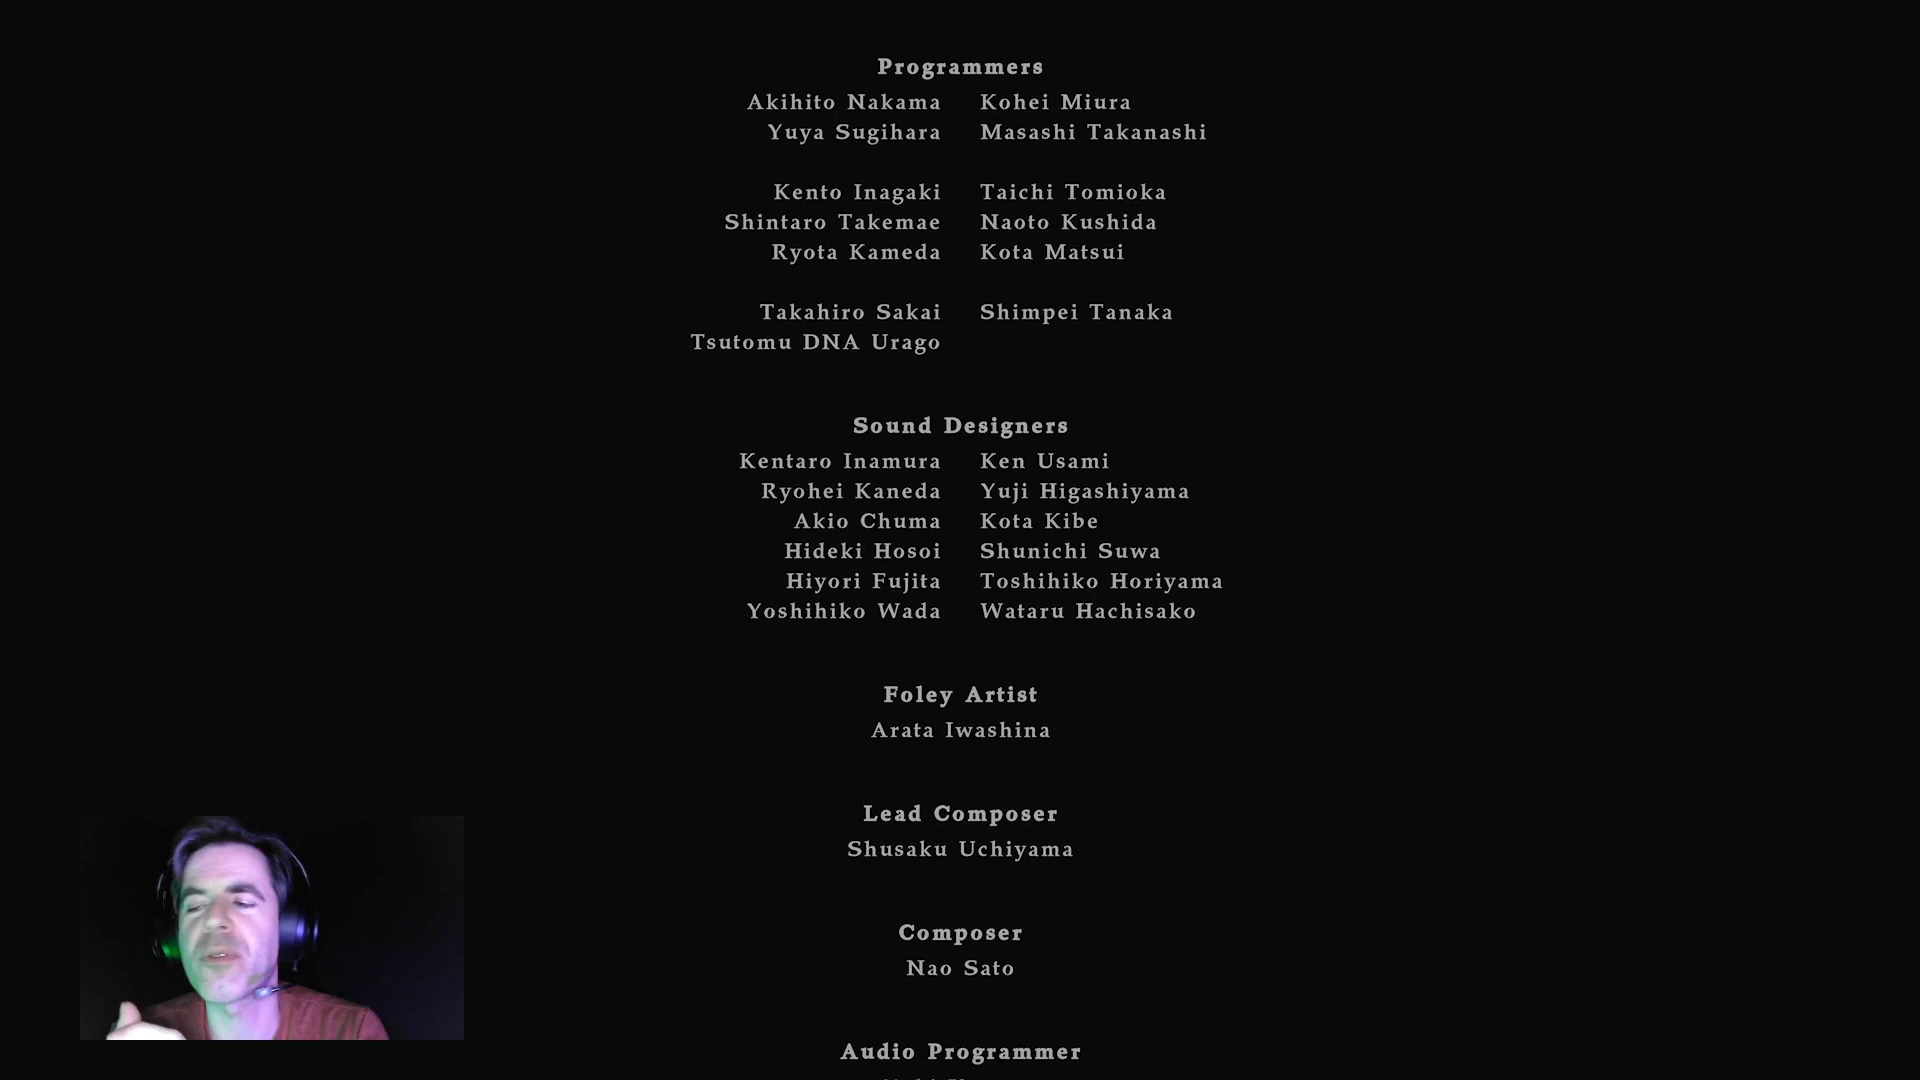 Programmers
Akihito Nakama Kohei Miura
Yuya Sugihara Masashi Takanashi
Kento Inagaki Taichi Tomioka
Shintaro Takemae Naoto Kushida
Ryota Kameda Kota Matsui
Takahiro Sakai Shimpei Tanaka
Tsutomu DNA Urago
Sound Designers
Kentaro Inamura Ken Usami
Ryohei Kaneda Yuji Higashiyama
Akio Chuma Kota Kibe
Hideki Hosoi Shunichi Suwa
Hiyori Fujita Toshihiko Horiyama
Yoshihiko Wada Wataru Hachisako
Foley Artist
Arata Iwashina
Lead Composer
Shusaku Uchiyama
Composer
Nao Sato
Audio Programmer